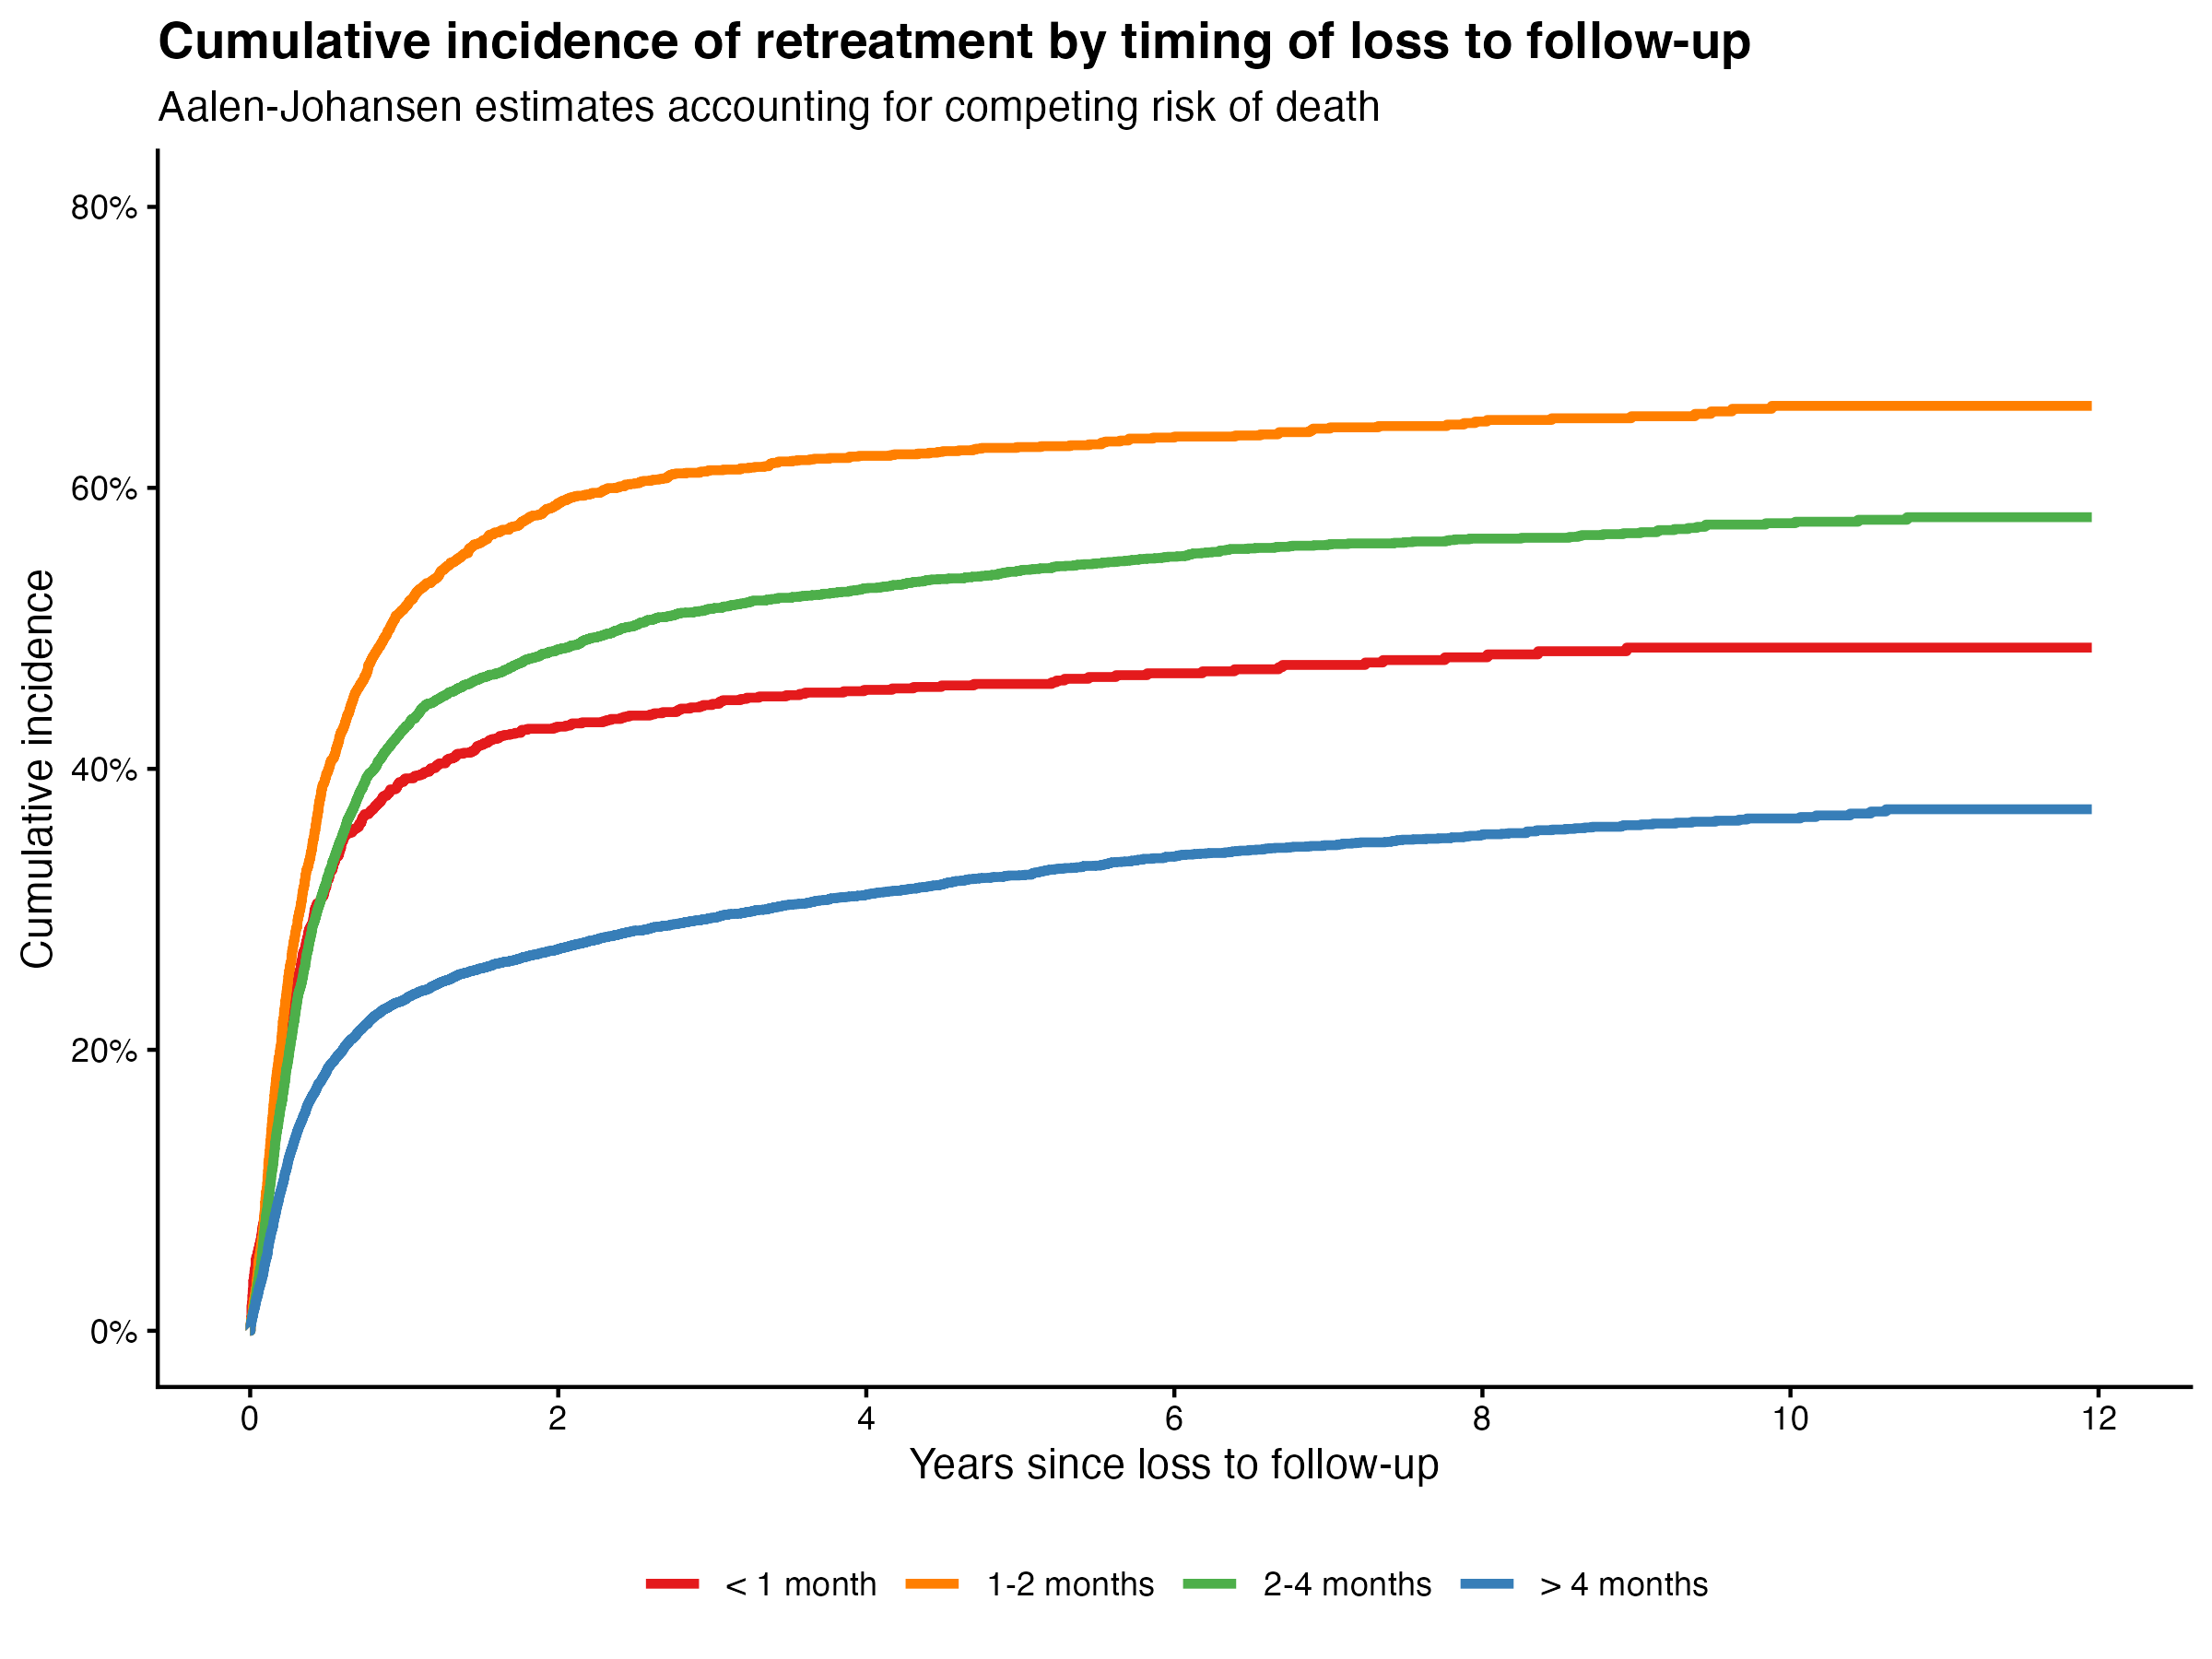 Cumulative incidence of retreatment by timing of loss to follow-up
Aalen-Johansen estimates accounting for competing risk of death
Cumulative incidence
80%
60%
40%
20%
0%
0 2 4 6 8 10 12
Years since loss to follow-up
< 1 month 1-2 months 2-4 months > 4 months